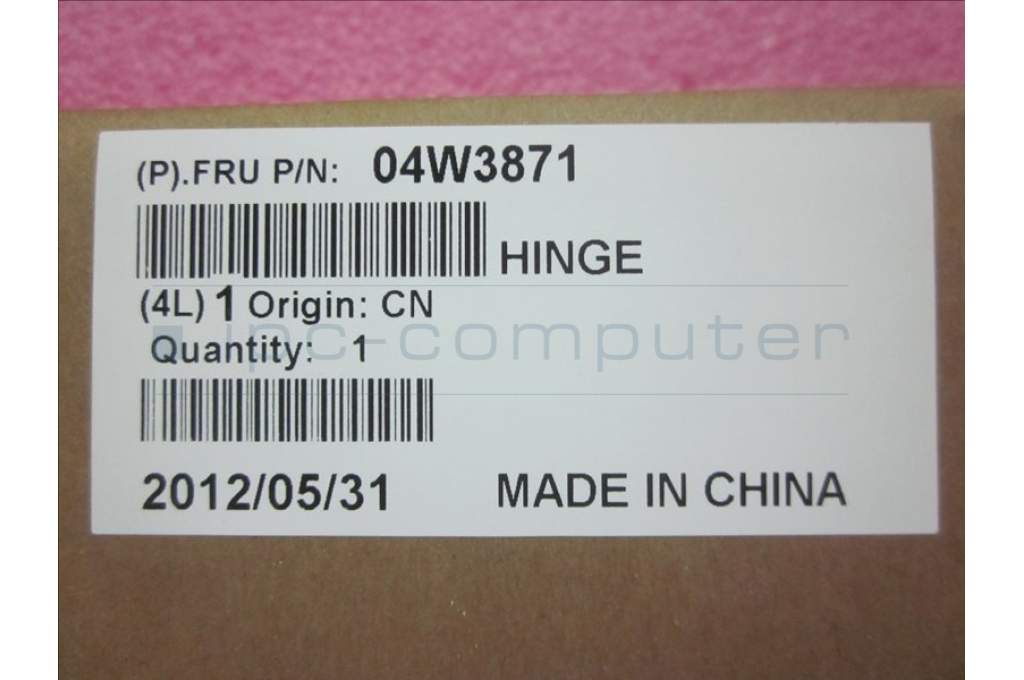 (P).FRU P/N: 04W3871
HINGE
(4L) 1 Origin: CN
ipc-computer
Quantity: 1
2012/05/31 MADE IN CHINA